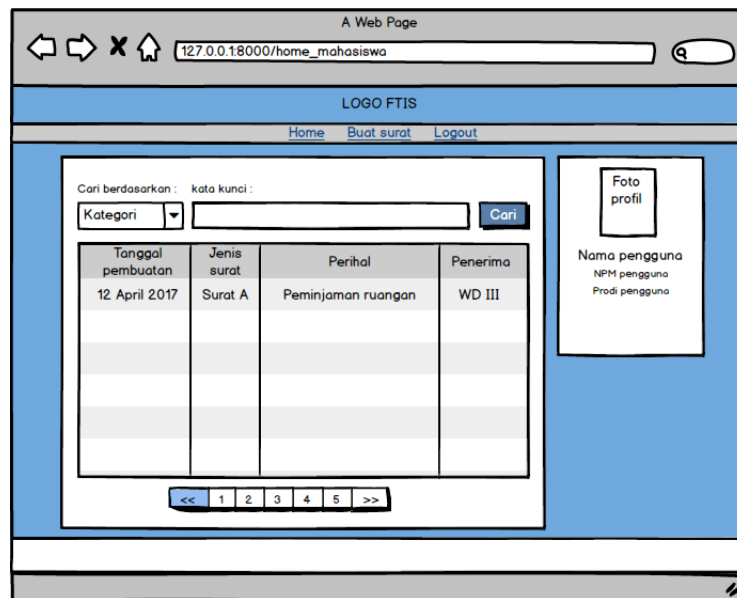 A Web Page
127.0.0.1:8000/home_mahasiswa
LOGO FTIS
Home Buat surat Logout
Cari berdasarkan : kata kunci :
Kategori Cari
Tanggal pembuatan Jenis surat Perihal Penerima
12 April 2017 Surat A Peminjaman ruangan WD III
<< 1 2 3 4 5 >>
Foto
profil
Nama pengguna
NPM pengguna
Prodi pengguna